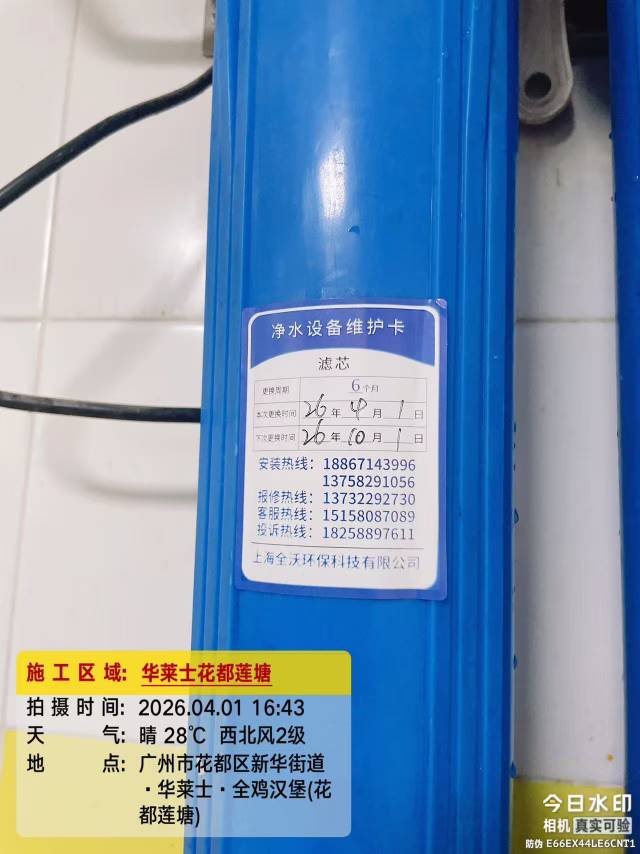 净水设备维护卡
滤芯
更换周期 6个月
本次更换时间 26年4月1日
下次更换时间 26年10月1日
安装热线：18867143996
13758291056
报修热线：13732292730
客服热线：15158087089
投诉热线：18258897611
上海全沃环保科技有限公司
施工区域：华莱士花都莲塘
拍摄时间：2026.04.01 16:43
天气：晴 28℃ 西北风2级
地点：广州市花都区新华街道
·华莱士·全鸡汉堡(花
都莲塘)
今日水印
相机 真实可验
防伪 E66EX44LE6CNT1